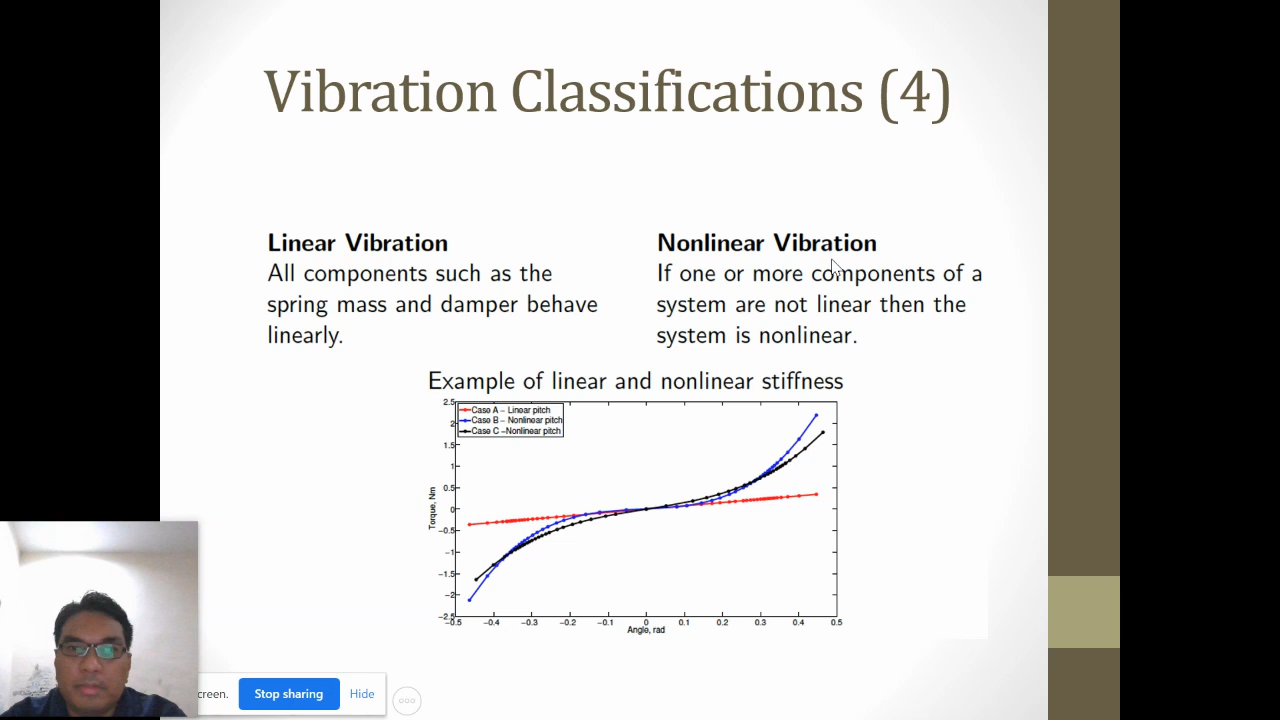 Vibration Classifications (4)
Linear Vibration
All components such as the
spring mass and damper behave
linearly.
Nonlinear Vibration
If one or more components of a
system are not linear then the
system is nonlinear.
Example of linear and nonlinear stiffness
Case A – Linear pitch
Case B – Nonlinear pitch
Case C –Nonlinear pitch
2.5
2
1.5
1
0.5
0
−0.5
−1
−1.5
−2
−2.5
Torque, Nm
−0.5 −0.4 −0.3 −0.2 −0.1 0 0.1 0.2 0.3 0.4 0.5
Angle, rad
creen. Stop sharing Hide